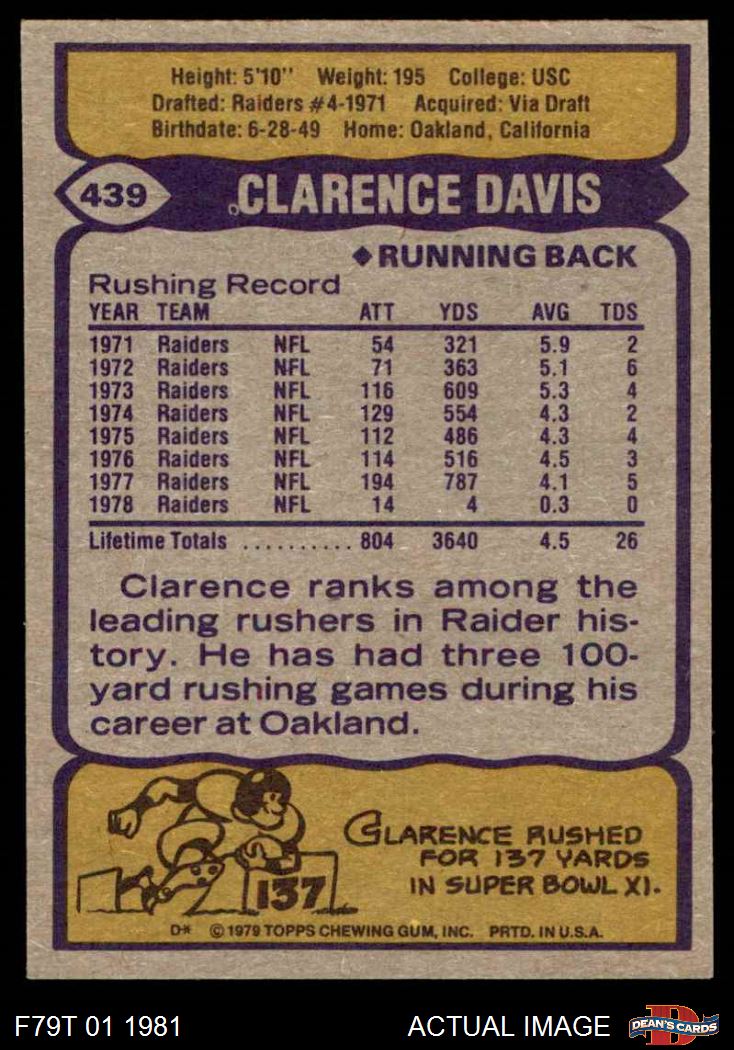 Height: 5'10" Weight: 195 College: USC
Drafted: Raiders #4-1971 Acquired: Via Draft
Birthdate: 6-28-49 Home: Oakland, California
439 CLARENCE DAVIS
◆RUNNING BACK
Rushing Record
YEAR TEAM ATT YDS AVG TDS
1971 Raiders NFL 54 321 5.9 2
1972 Raiders NFL 71 363 5.1 6
1973 Raiders NFL 116 609 5.3 4
1974 Raiders NFL 129 554 4.3 2
1975 Raiders NFL 112 486 4.3 4
1976 Raiders NFL 114 516 4.5 3
1977 Raiders NFL 194 787 4.1 5
1978 Raiders NFL 14 4 0.3 0
Lifetime Totals .......... 804 3640 4.5 26
Clarence ranks among the
leading rushers in Raider his-
tory. He has had three 100-
yard rushing games during his
career at Oakland.
CLARENCE RUSHED
FOR 137 YARDS
IN SUPER BOWL XI.
137
D* © 1979 TOPPS CHEWING GUM, INC. PRTD. IN U.S.A.
F79T 01 1981 ACTUAL IMAGE D DEAN'S CARDS